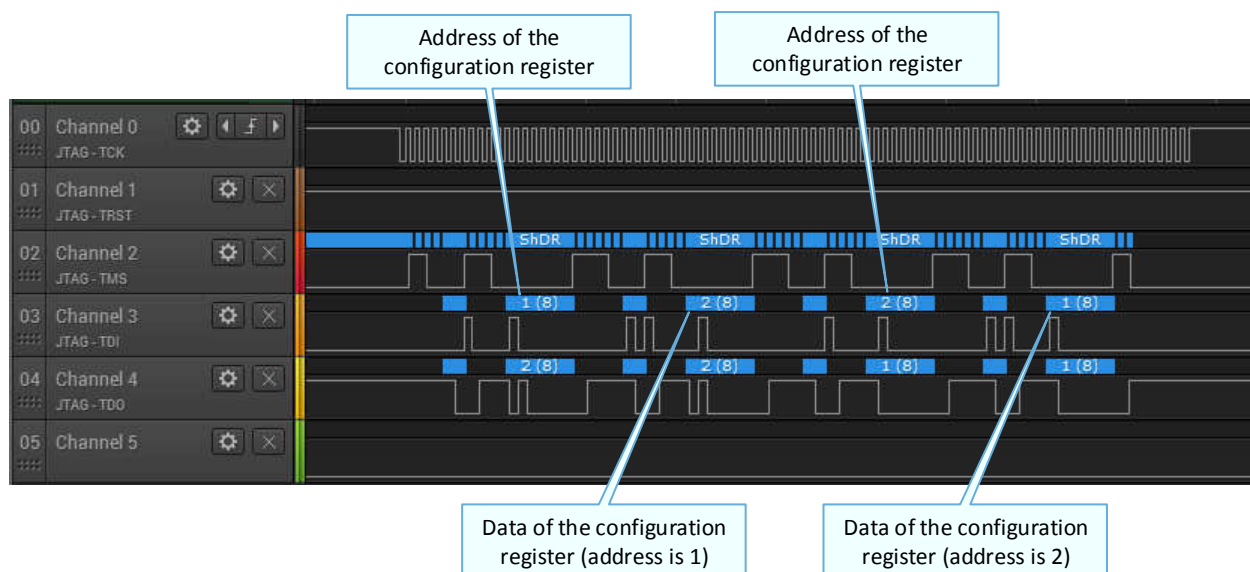 Address of the
configuration register
Address of the
configuration register
00 Channel 0
JTAG - TCK
01 Channel 1
JTAG - TRST
02 Channel 2
JTAG - TMS
ShDR ShDR ShDR ShDR
03 Channel 3
JTAG - TDI
1 (8) 2 (8) 2 (8) 1 (8)
04 Channel 4
JTAG - TDO
2 (8) 2 (8) 1 (8) 1 (8)
05 Channel 5
Data of the configuration
register (address is 1)
Data of the configuration
register (address is 2)